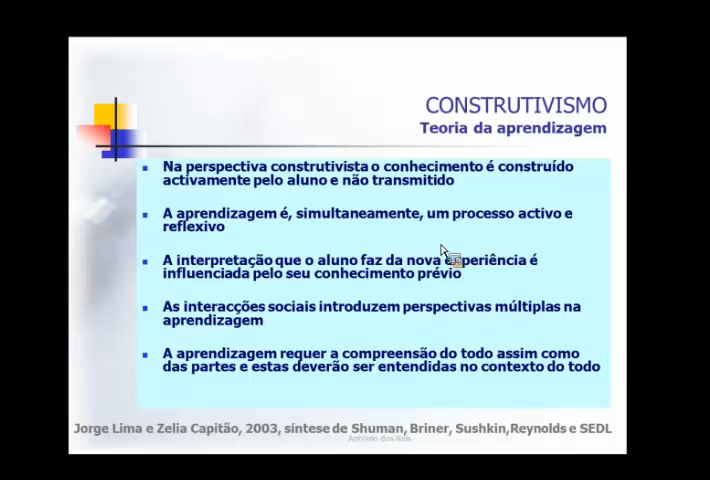 CONSTRUTIVISMO
Teoria da aprendizagem
Na perspectiva construtivista o conhecimento é construído
activamente pelo aluno e não transmitido
A aprendizagem é, simultaneamente, um processo activo e
reflexivo
A interpretação que o aluno faz da nova experiência é
influenciada pelo seu conhecimento prévio
As interacções sociais introduzem perspectivas múltiplas na
aprendizagem
A aprendizagem requer a compreensão do todo assim como
das partes e estas deverão ser entendidas no contexto do todo
Jorge Lima e Zelia Capitão, 2003, síntese de Shuman, Briner, Sushkin,Reynolds e SEDL
António dos Reis